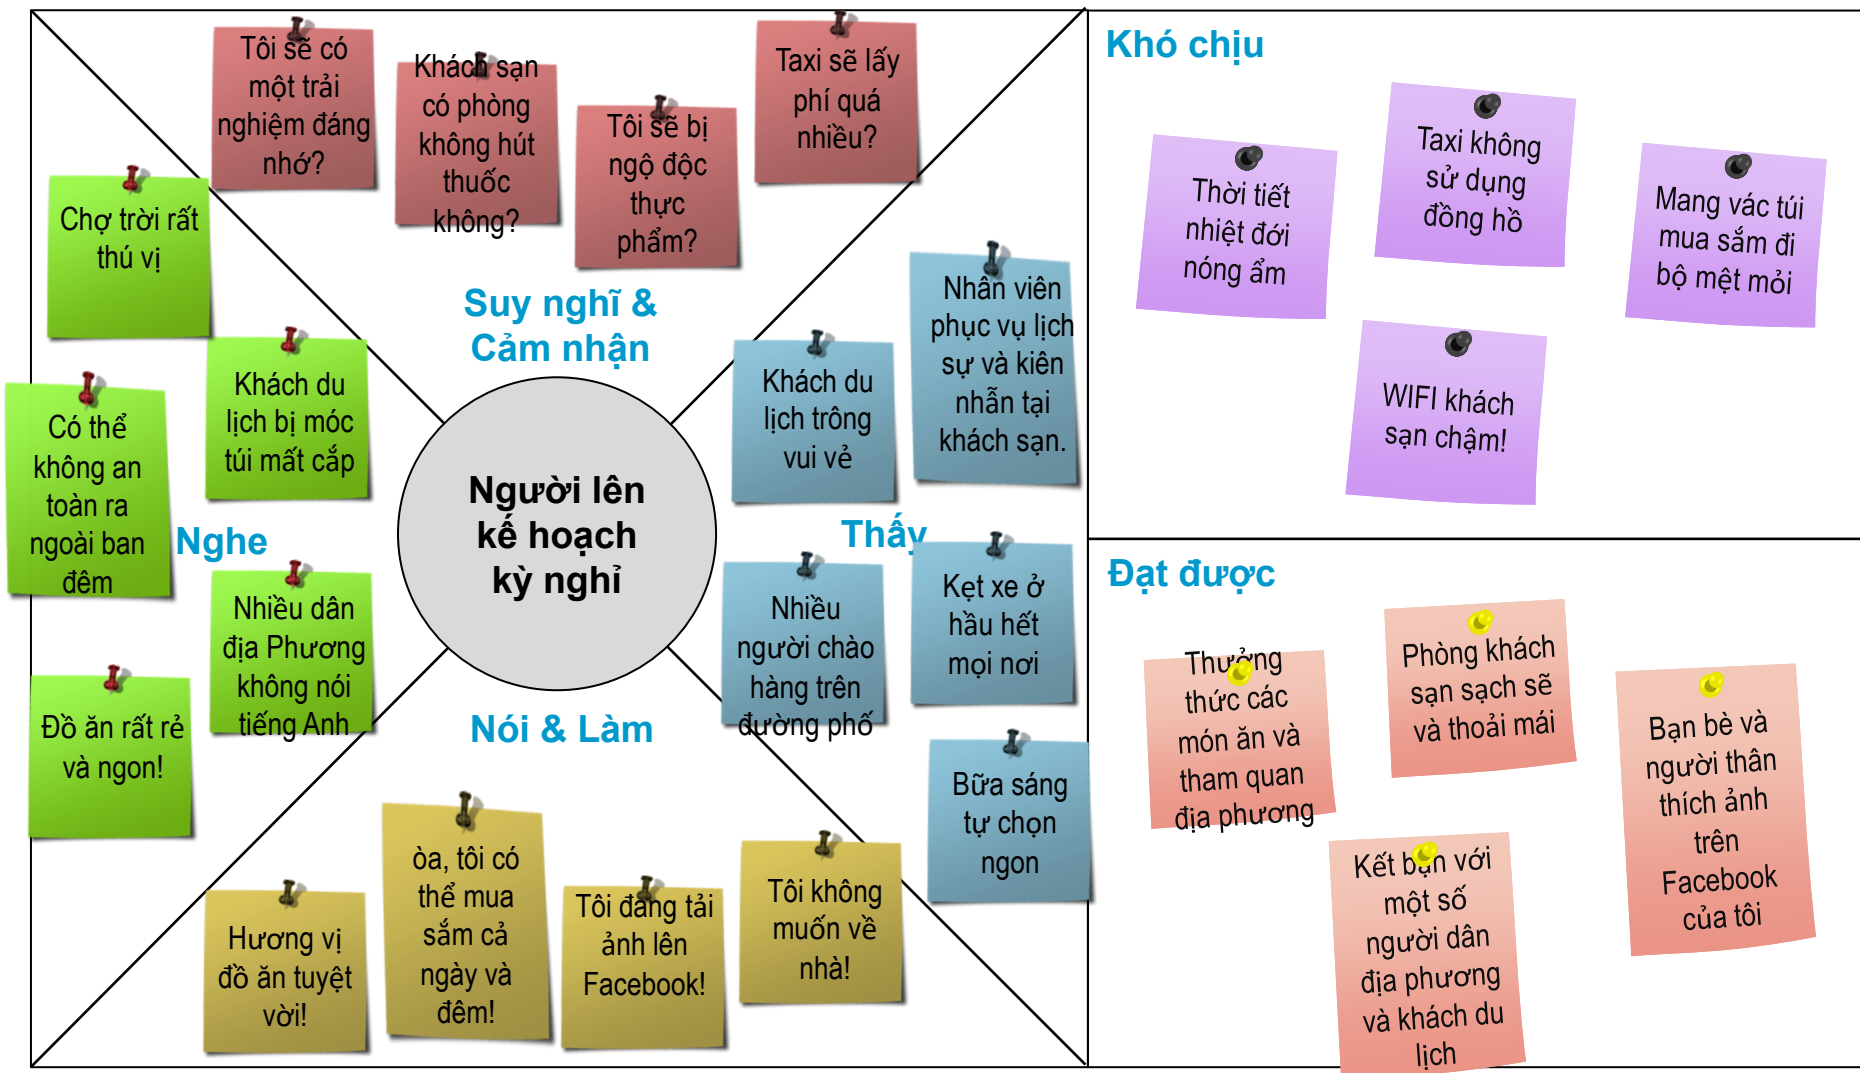 Tôi sẽ có
một trải
nghiệm đáng
nhớ?
Khách sạn
có phòng
không hút
thuốc
không?
Tôi sẽ bị
ngộ độc
thực
phẩm?
Taxi sẽ lấy
phí quá
nhiều?
Suy nghĩ &
Cảm nhận
Chợ trời rất
thú vị
Khách du
lịch bị móc
túi mất cắp
Có thể
không an
toàn ra
ngoài ban
đêm
Nghe
Nhiều dân
địa Phương
không nói
tiếng Anh
Đồ ăn rất rẻ
và ngon!
Người lên
kế hoạch
kỳ nghỉ
Nhân viên
phục vụ lịch
sự và kiên
nhẫn tại
khách sạn.
Khách du
lịch trông
vui vẻ
Thấy
Nhiều
người chào
hàng trên
đường phố
Kẹt xe ở
hầu hết
mọi nơi
Bữa sáng
tự chọn
ngon
Nói & Làm
Hương vị
đồ ăn tuyệt
vời!
òa, tôi có
thể mua
sắm cả
ngày và
đêm!
Tôi đăng tải
ảnh lên
Facebook!
Tôi không
muốn về
nhà!
Khó chịu
Thời tiết
nhiệt đới
nóng ẩm
Taxi không
sử dụng
đồng hồ
Mang vác túi
mua sắm đi
bộ mệt mỏi
WIFI khách
sạn chậm!
Đạt được
Thưởng
thức các
món ăn và
tham quan
địa phương
Phòng khách
sạn sạch sẽ
và thoải mái
Bạn bè và
người thân
thích ảnh
trên
Facebook
của tôi
Kết bạn với
một số
người dân
địa phương
và khách du
lịch